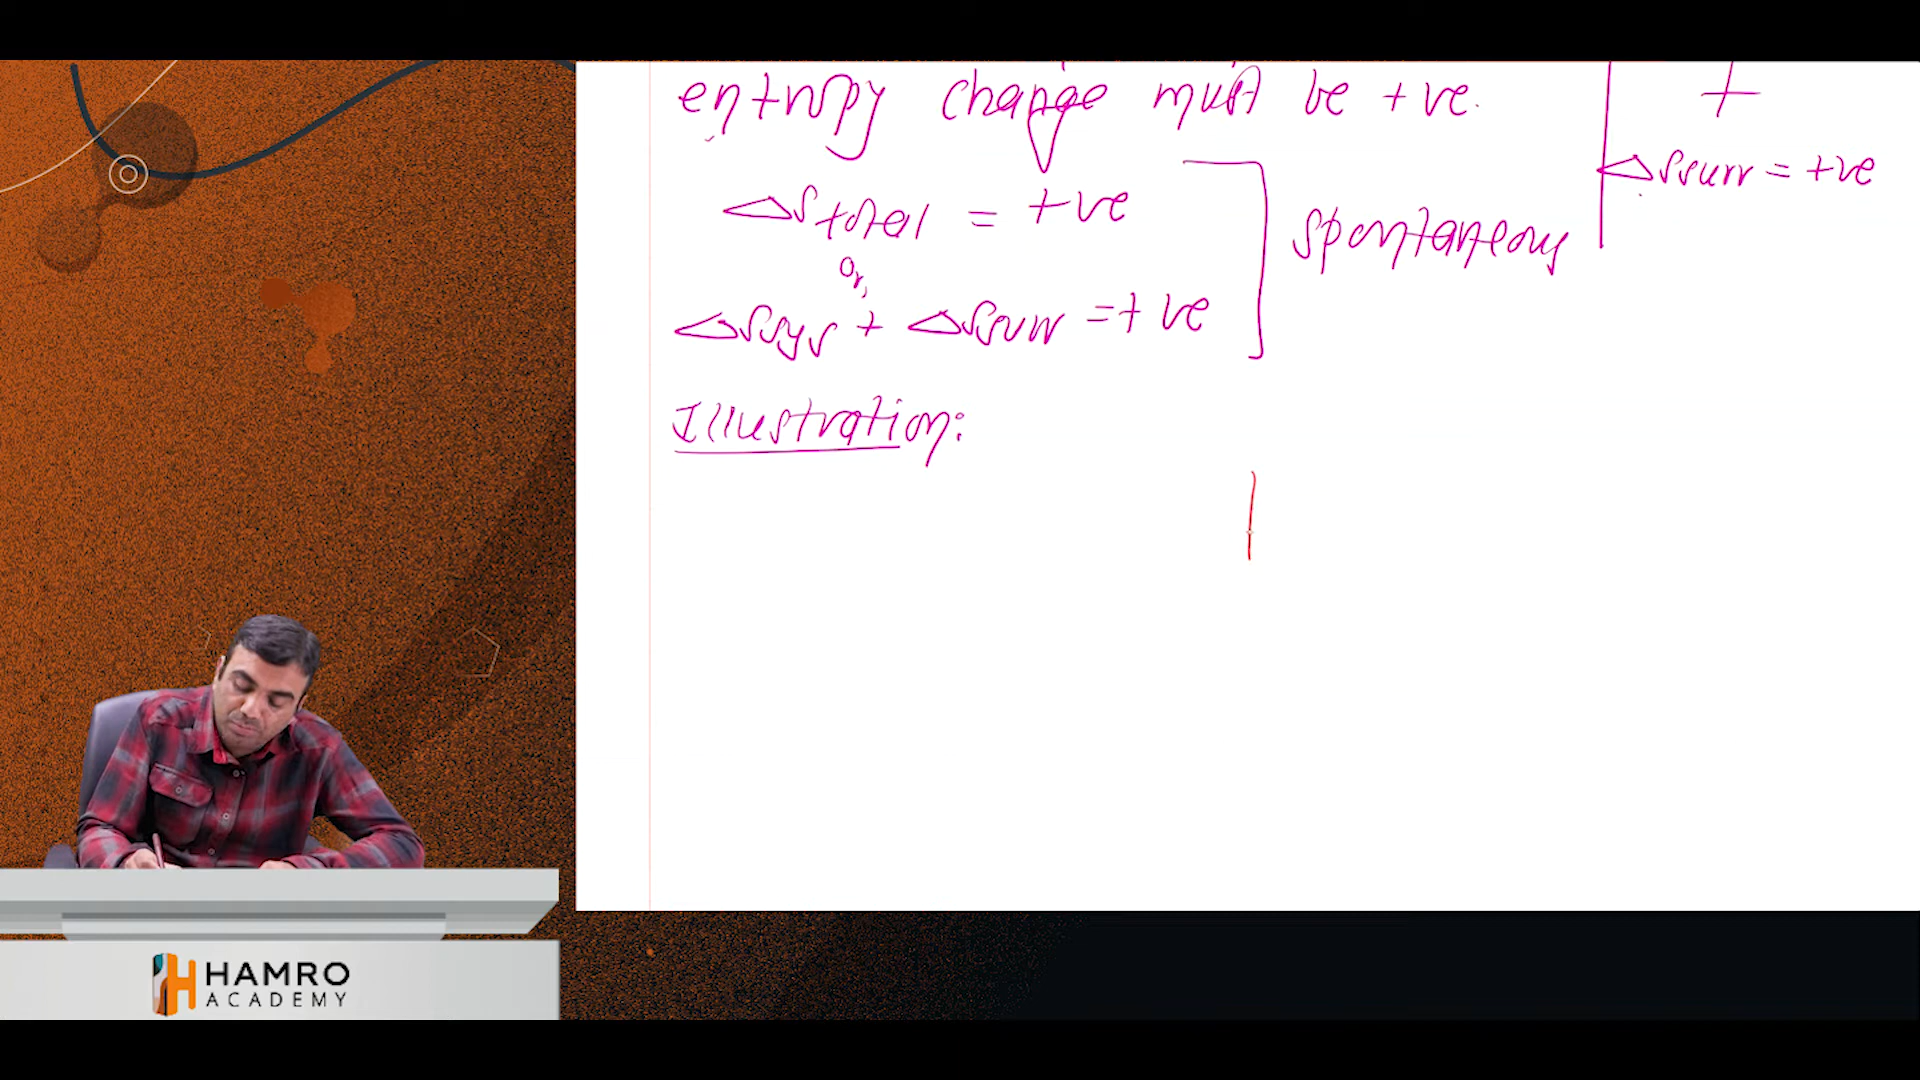 entropy change must be +ve.
ΔStotal = +ve
Or,
ΔSsys + ΔSsurr = + ve
spontaneous
+
ΔSsurr = +ve
Illustration:
HAMRO
ACADEMY